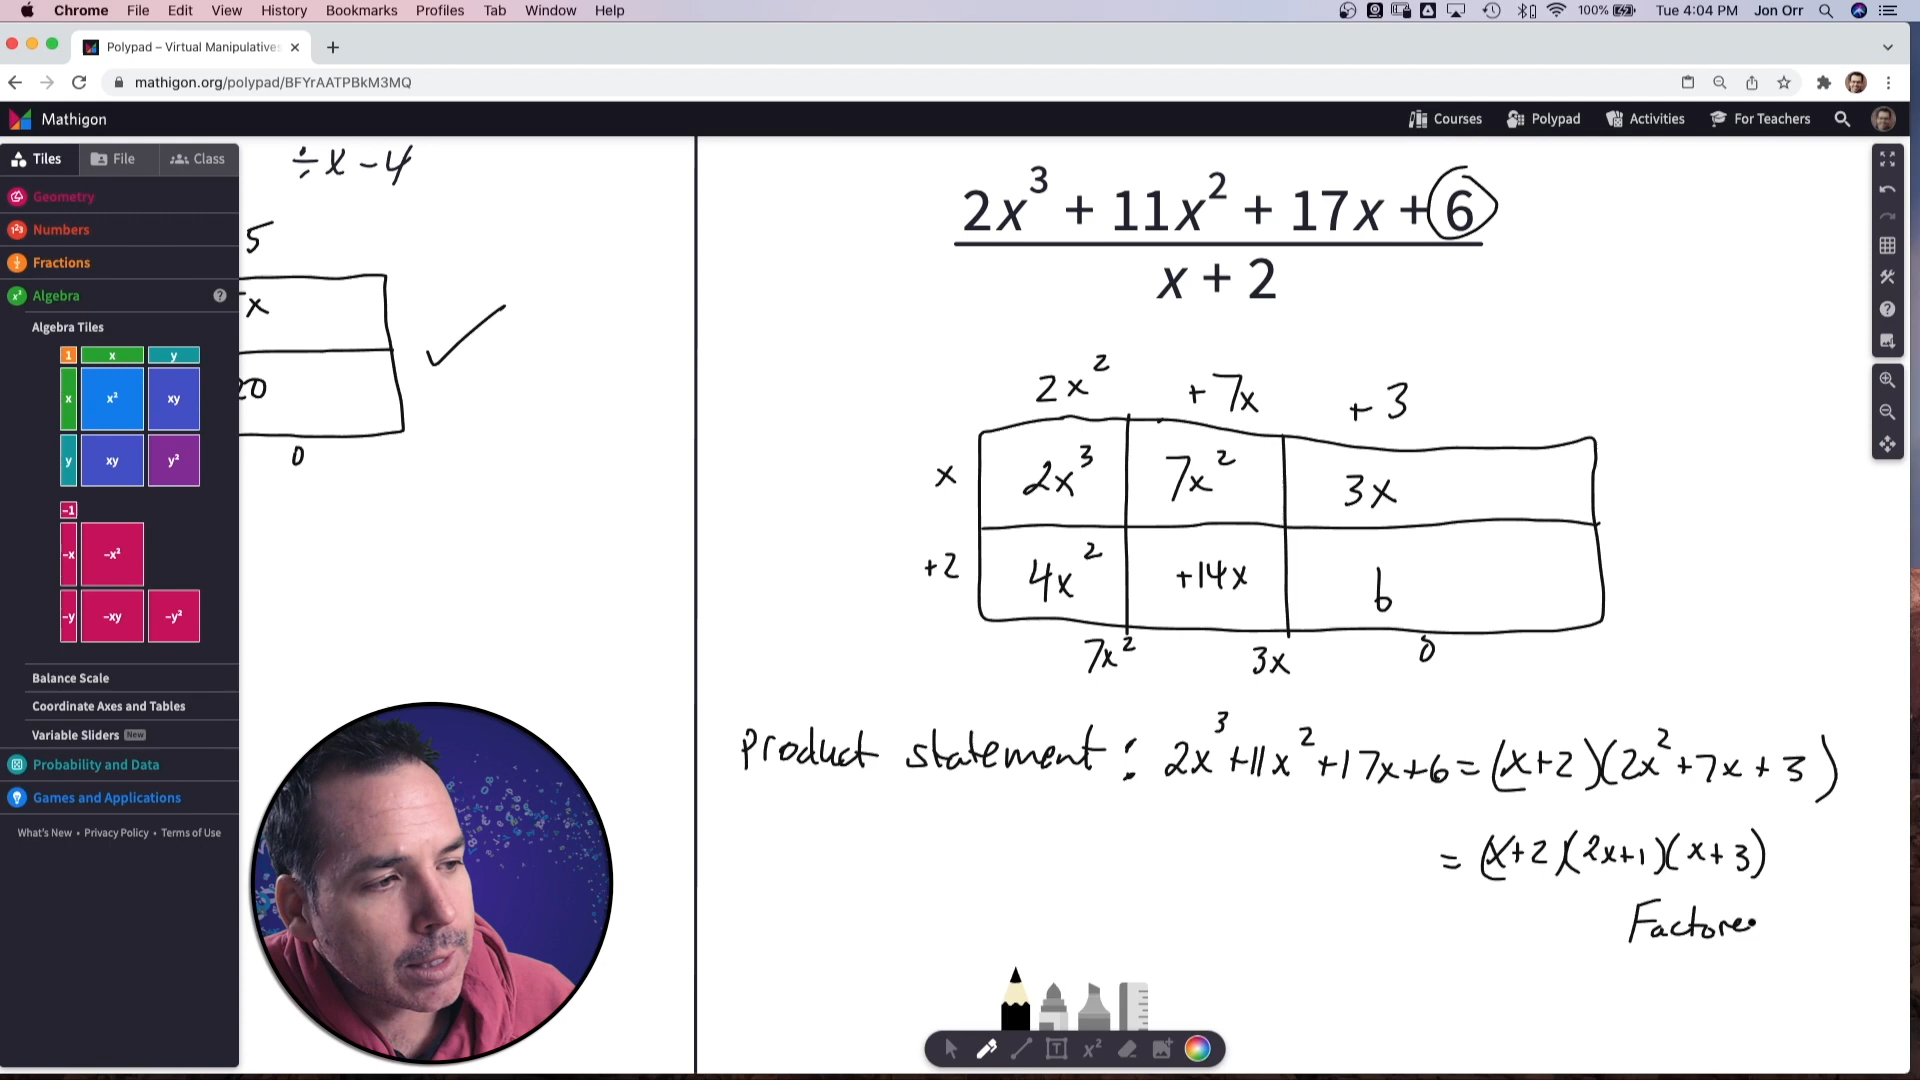 Chrome File Edit View History Bookmarks Profiles Tab Window Help 100% Tue 4:04 PM Jon Orr
Polypad – Virtual Manipulatives
mathigon.org/polypad/BFYrAATPBkM3MQ
Mathigon Courses Polypad Activities For Teachers
Tiles File Class
Geometry
Numbers
Fractions
Algebra ?
Algebra Tiles
1 x y
x x² xy
y xy y²
-1
-x -x²
-y -xy -y²
Balance Scale
Coordinate Axes and Tables
Variable Sliders New
Probability and Data
Games and Applications
What's New • Privacy Policy • Terms of Use
÷ x - 4
5
x
20
0
2x³ + 11x² + 17x + 6
x + 2
2x² + 7x + 3
x 2x³ 7x² 3x
+2 4x² +14x 6
7x² 3x 0
Product statement : 2x³+11x²+17x+6 = (x+2)(2x²+7x+3)
= (x+2)(2x+1)(x+3)
Factore